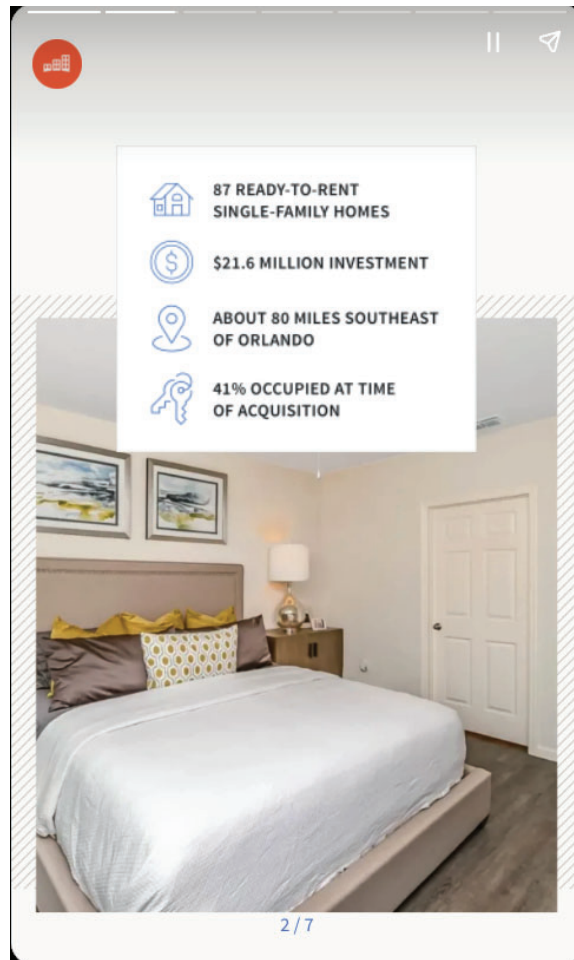 87 READY-TO-RENT
SINGLE-FAMILY HOMES
$21.6 MILLION INVESTMENT
ABOUT 80 MILES SOUTHEAST
OF ORLANDO
41% OCCUPIED AT TIME
OF ACQUISITION
2/7